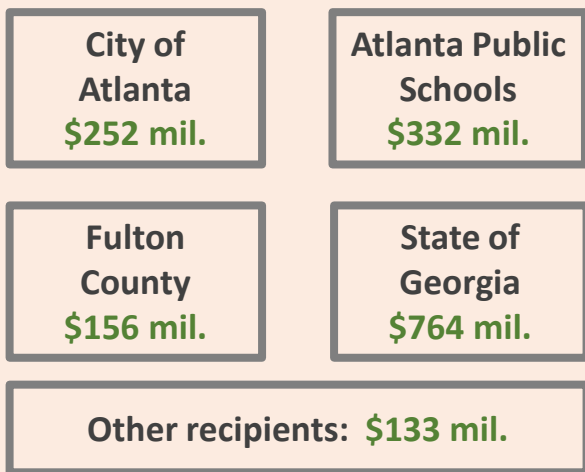 City of
Atlanta
$252 mil.
Atlanta Public
Schools
$332 mil.
Fulton
County
$156 mil.
State of
Georgia
$764 mil.
Other recipients: $133 mil.